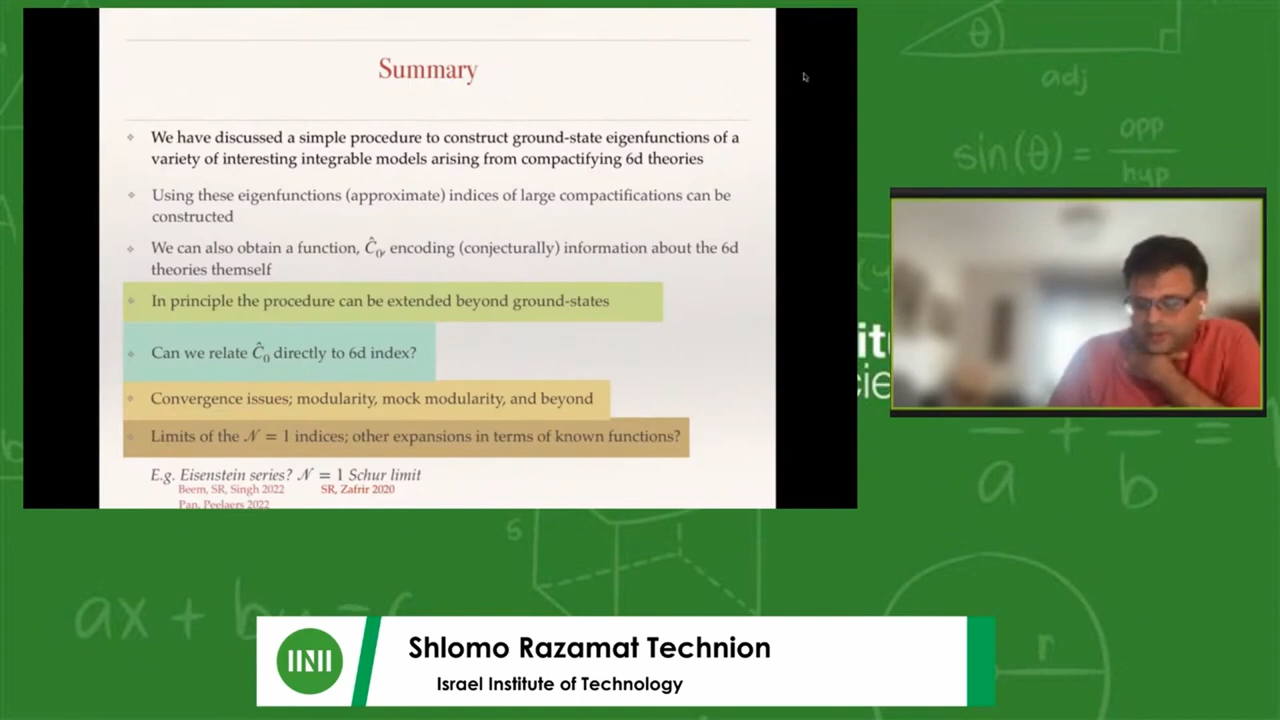 Summary
We have discussed a simple procedure to construct ground-state eigenfunctions of a
variety of interesting integrable models arising from compactifying 6d theories
Using these eigenfunctions (approximate) indices of large compactifications can be
constructed
We can also obtain a function, Ĉ₀, encoding (conjecturally) information about the 6d
theories themself
In principle the procedure can be extended beyond ground-states
Can we relate Ĉ₀ directly to 6d index?
Convergence issues; modularity, mock modularity, and beyond
Limits of the 𝒩 = 1 indices; other expansions in terms of known functions?
E.g. Eisenstein series? 𝒩 = 1 Schur limit
Beem, SR, Singh 2022 SR, Zafrir 2020
Pan, Peelaers 2022
θ
adj
sin(θ) = opp
hyp
a + b =
s
ax + by = c
r
Shlomo Razamat Technion
Israel Institute of Technology